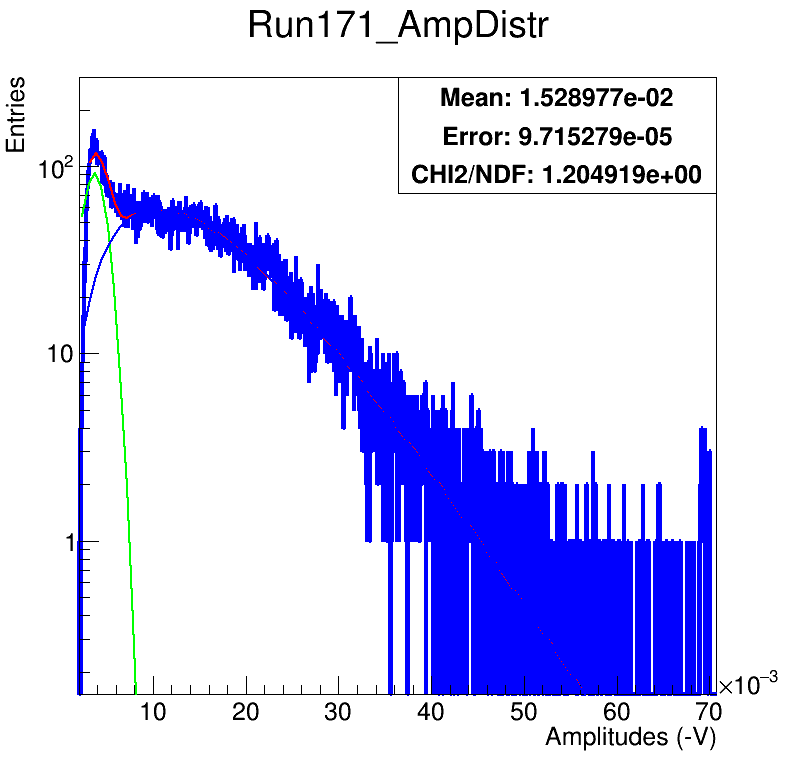 Run171_AmpDistr
Entries
Mean: 1.528977e-02
Error: 9.715279e-05
CHI2/NDF: 1.204919e+00
10²
10
1
10 20 30 40 50 60 70
×10⁻³
Amplitudes (-V)